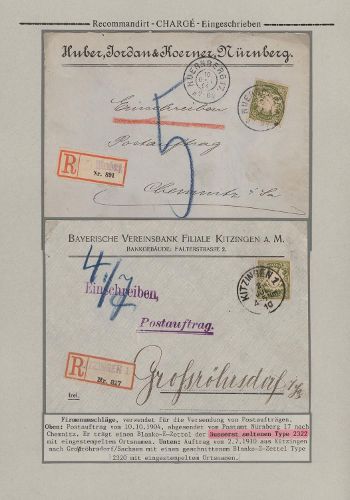 Recommandirt - CHARGÉ - Eingeschrieben
Huber, Jordan & Koerner, Nürnberg.
NUERNBERG
Einschreiben
5
Postauftrag
R
Nr. 891
Chemnitz i/Sa
BAYERISCHE VEREINSBANK FILIALE KITZINGEN A. M.
BANKGEBÄUDE: FALTERSTRASSE 2.
4/7
KITZINGEN
Einschreiben,
Postauftrag.
R
Nr. 827
Großröhrsdorf i/S
frei.
Firmenumschläge, verwendet für die Versendung von Postaufträgen.
Oben: Postauftrag vom 10.10.1904, abgesendet vom Postamt Nürnberg 17 nach
Chemnitz. Er trägt einen Blanko-E-Zettel der äusserst seltenen Type 2322
mit eingestempeltem Ortsnamen. Unten: Auftrag vom 2.7.1910 aus Kitzingen
nach Großröhrsdorf/Sachsen mit einem geschnittenem Blanko-E-Zettel Type
2320 mit eingestempeltem Ortsnamen.